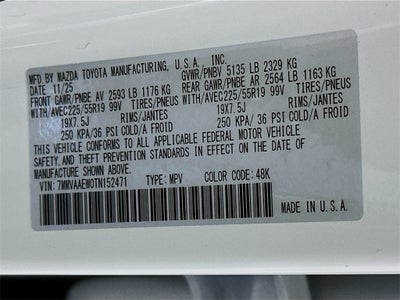 MFD. BY MAZDA TOYOTA MANUFACTURING, U.S.A., INC.
DATE 11/25 GVWR/PNBV 5135 LB 2329 KG
FRONT GAWR/PNBE AV 2593 LB 1176 KG REAR GAWR/PNBE AR 2564 LB 1163 KG
WITH/AVEC225/55R19 99V TIRES/PNEUS WITH/AVEC225/55R19 99V TIRES/PNEUS
19X7.5J RIMS/JANTES 19X7.5J RIMS/JANTES
250 KPA/36 PSI COLD/A FROID 250 KPA/36 PSI COLD/A FROID
THIS VEHICLE CONFORMS TO ALL APPLICABLE FEDERAL MOTOR VEHICLE
SAFETY, BUMPER, AND THEFT PREVENTION STANDARDS IN EFFECT ON THE DATE OF
MANUFACTURE SHOWN ABOVE.
VIN: 7MMVAAEW0TN152471 TYPE: MPV COLOR CODE: 48K
MADE IN U.S.A.